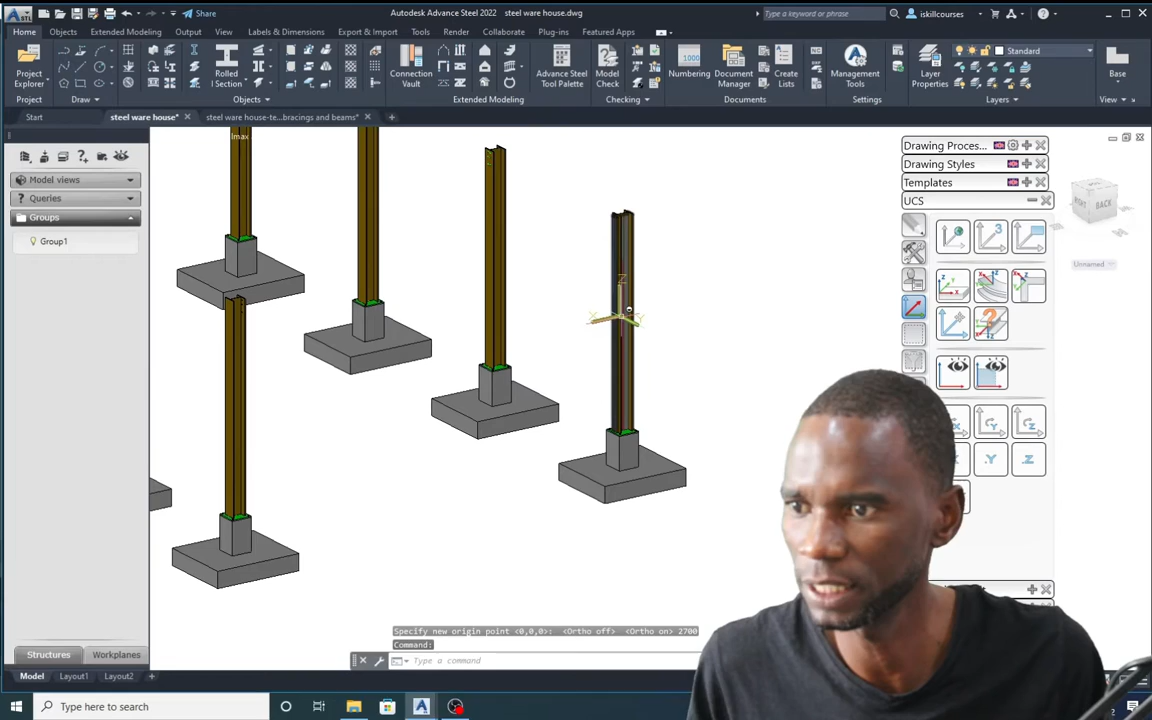 Share
Autodesk Advance Steel 2022
steel ware house.dwg
Type a keyword or phrase
iskillcourses
Home
Objects
Extended Modeling
Output
View
Labels & Dimensions
Export & Import
Tools
Render
Collaborate
Plug-ins
Featured Apps
Project
Explorer
Rolled
I Section
Connection
Vault
Advance Steel
Tool Palette
Model
Check
Numbering
Document
Manager
Create
Lists
Management
Tools
Layer
Properties
Standard
Base
Project
Draw
Objects
Extended Modeling
Checking
Documents
Settings
Layers
View
Start
steel ware house*
steel ware house-te...bracings and beams*
Model views
Queries
Groups
Group1
Drawing Proces...
Drawing Styles
Templates
UCS
RIGHT
BACK
Unnamed
Specify new origin point <0,0,0>: <Ortho off> <Ortho on> 2700
Command:
Type a command
Structures
Workplanes
Model
Layout1
Layout2
Type here to search